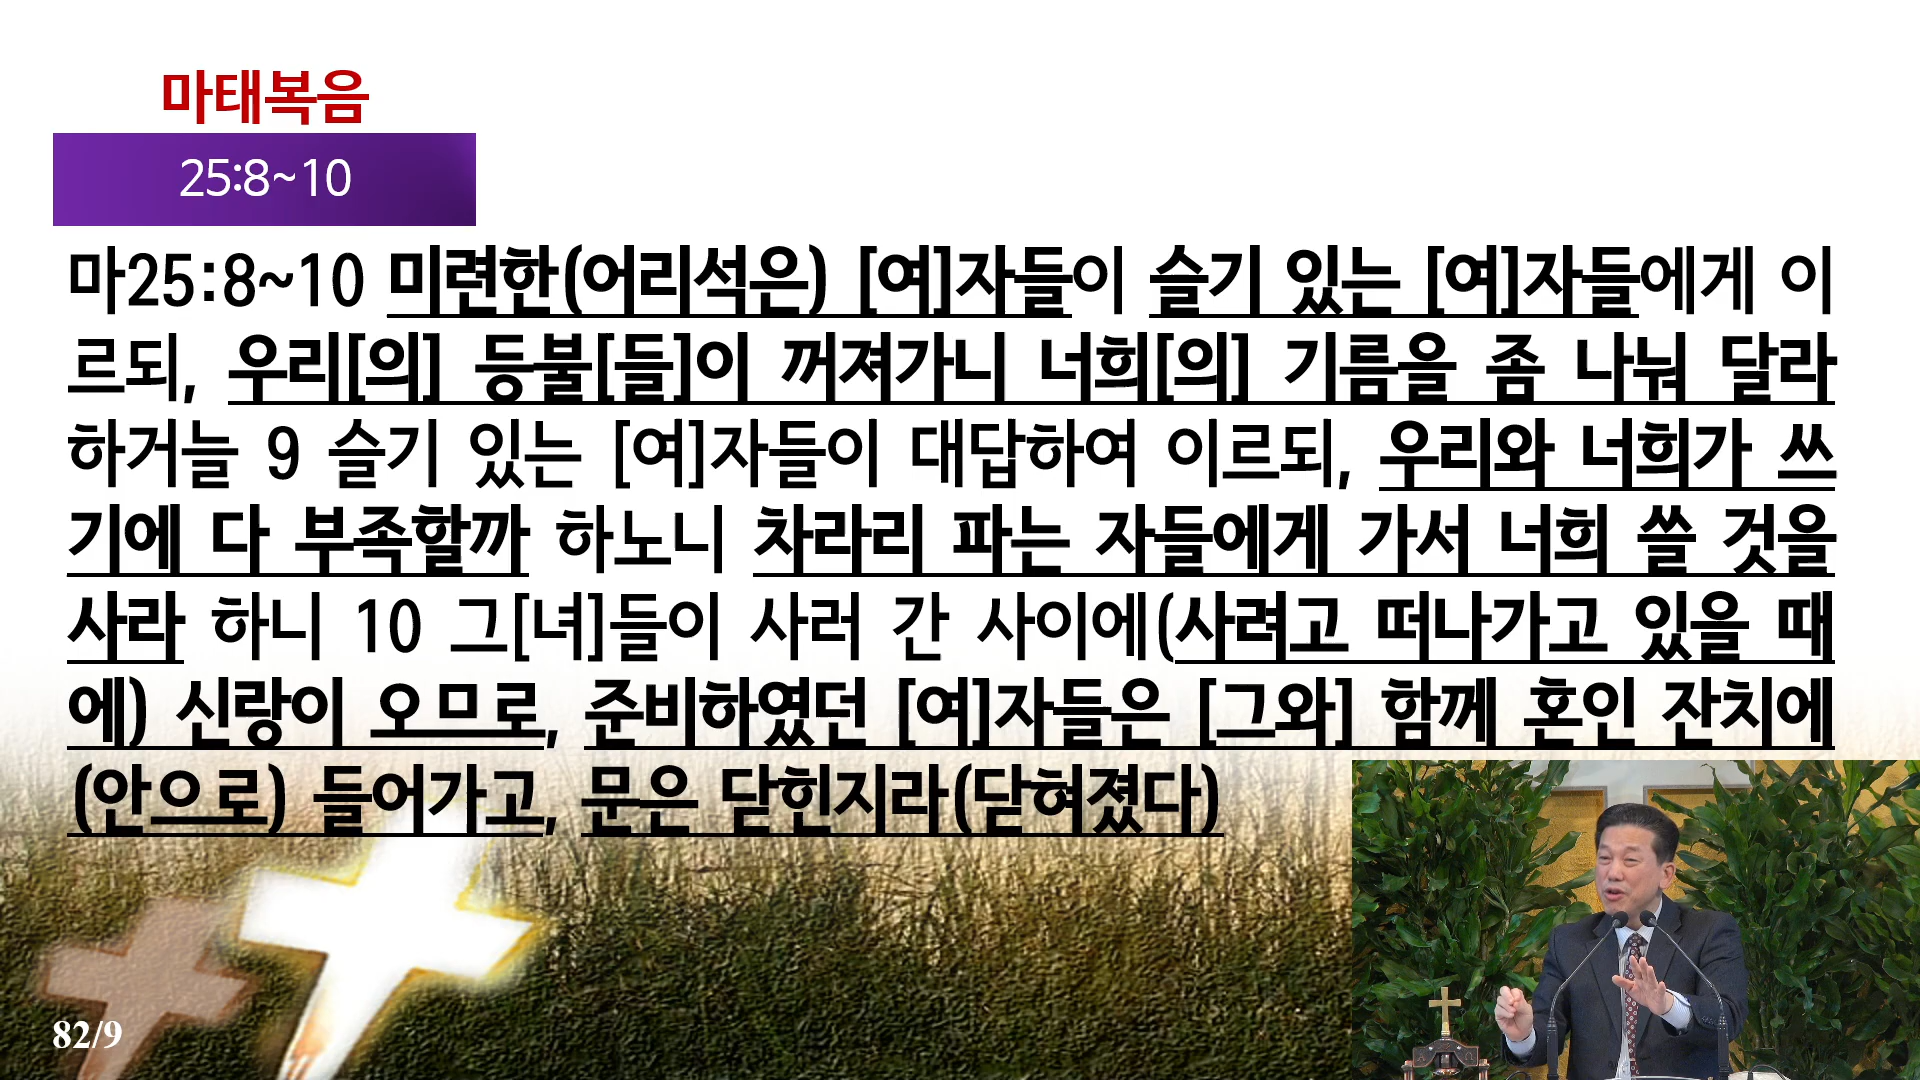 마태복음
25:8~10
마25:8~10 미련한(어리석은) [여]자들이 슬기 있는 [여]자들에게 이
르되, 우리[의] 등불[들]이 꺼져가니 너희[의] 기름을 좀 나눠 달라
하거늘 9 슬기 있는 [여]자들이 대답하여 이르되, 우리와 너희가 쓰
기에 다 부족할까 하노니 차라리 파는 자들에게 가서 너희 쓸 것을
사라 하니 10 그[녀]들이 사러 간 사이에(사려고 떠나가고 있을 때
에) 신랑이 오므로, 준비하였던 [여]자들은 [그와] 함께 혼인 잔치에
(안으로) 들어가고, 문은 닫힌지라(닫혀졌다)
82/9
Α Ω